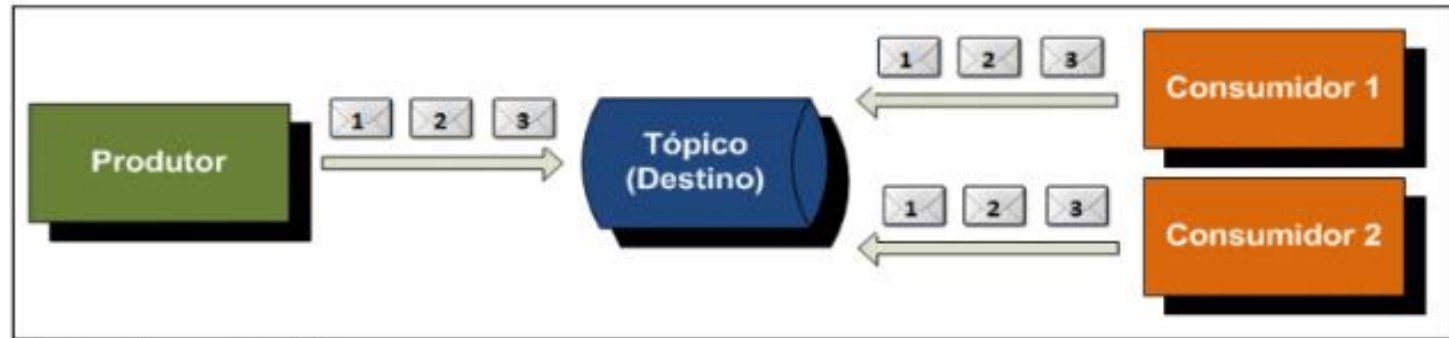 Produtor
1 2 3
Tópico
(Destino)
1 2 3
Consumidor 1
1 2 3
Consumidor 2